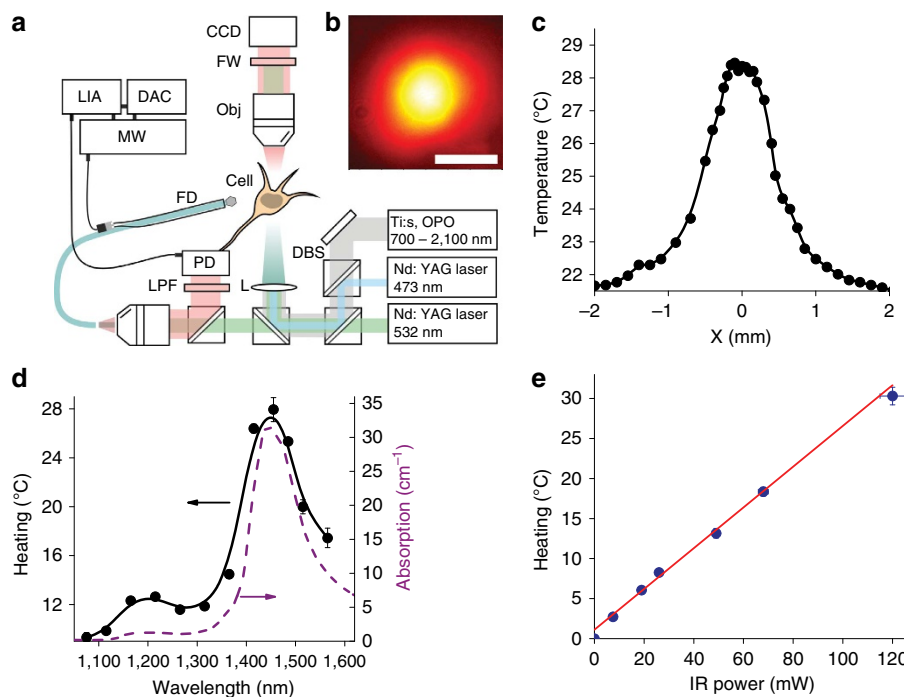 a
CCD
FW
LIA
DAC
MW
Obj
Cell
FD
PD
LPF
L
DBS
Ti:s, OPO
700 – 2,100 nm
Nd: YAG laser
473 nm
Nd: YAG laser
532 nm
b
c
Temperature (°C)
29
28
27
26
25
24
23
22
–2
–1
0
1
2
X (mm)
d
Heating (°C)
28
24
20
16
12
35
30
25
20
15
10
5
0
Absorption (cm⁻¹)
1,100
1,200
1,300
1,400
1,500
1,600
Wavelength (nm)
e
Heating (°C)
30
25
20
15
10
5
0
0
20
40
60
80
100
120
IR power (mW)